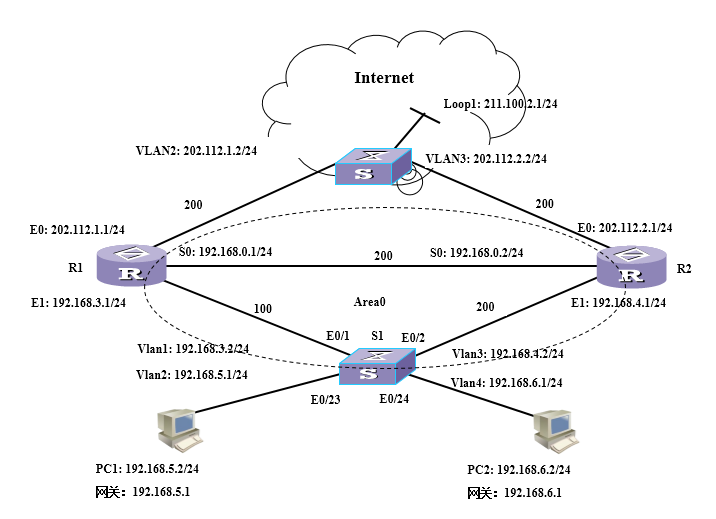 Internet
Loop1: 211.100.2.1/24
VLAN2: 202.112.1.2/24
S
VLAN3: 202.112.2.2/24
200
200
E0: 202.112.1.1/24
E0: 202.112.2.1/24
S0: 192.168.0.1/24
200
S0: 192.168.0.2/24
R1
R
R
R2
E1: 192.168.3.1/24
Area0
E1: 192.168.4.1/24
100
200
E0/1
S1
E0/2
Vlan1: 192.168.3.2/24
Vlan3: 192.168.4.2/24
Vlan2: 192.168.5.1/24
S
Vlan4: 192.168.6.1/24
E0/23
E0/24
PC1: 192.168.5.2/24
网关: 192.168.5.1
PC2: 192.168.6.2/24
网关: 192.168.6.1